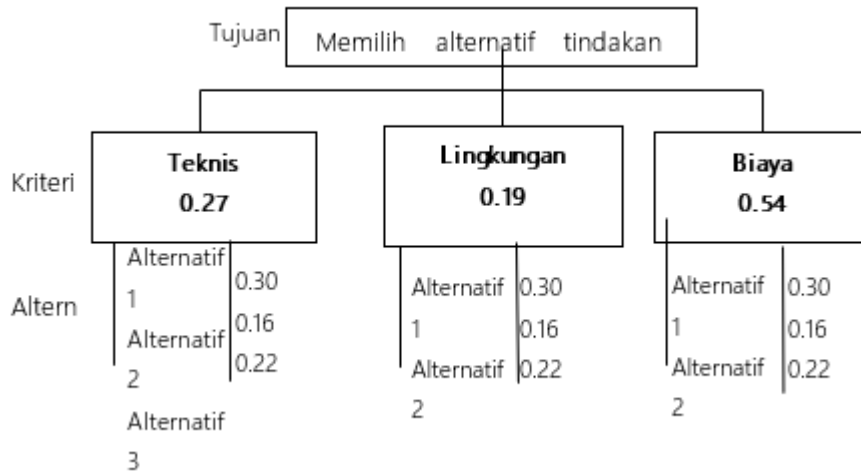 Tujuan
Memilih alternatif tindakan
Kriteri
Teknis
0.27
Lingkungan
0.19
Biaya
0.54
Altern
Alternatif
1
Alternatif
2
Alternatif
3
0.30
0.16
0.22
Alternatif
1
Alternatif
2
0.30
0.16
0.22
Alternatif
1
Alternatif
2
0.30
0.16
0.22